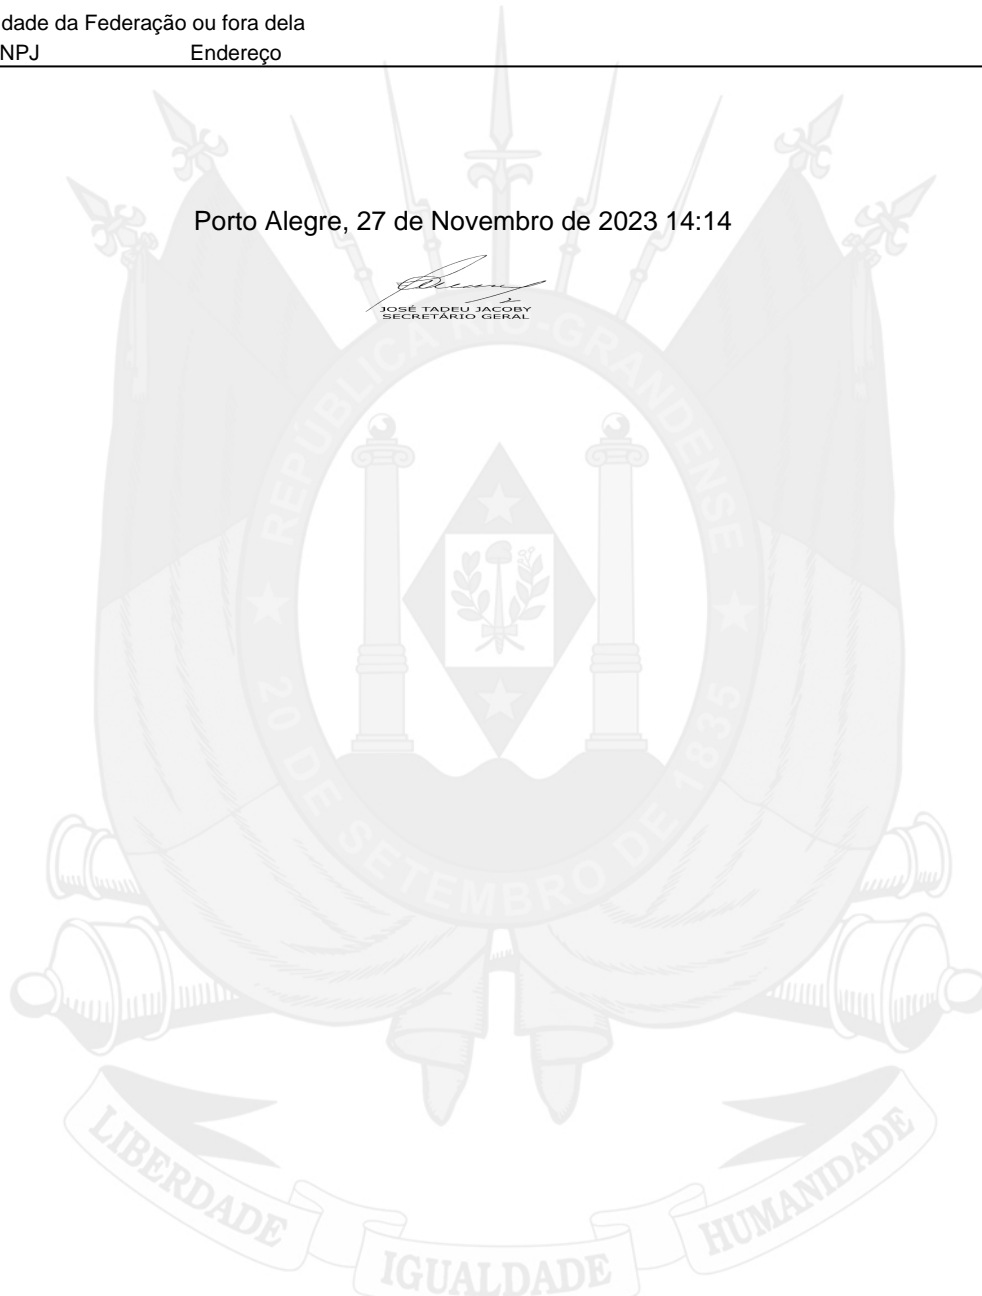 dade da Federação ou fora dela
NPJ Endereço
Porto Alegre, 27 de Novembro de 2023 14:14
JOSÉ TADEU JACOBY
SECRETÁRIO GERAL
REPÚBLICA RIO-GRANDENSE
20 DE SETEMBRO DE 1835
LIBERDADE
IGUALDADE
HUMANIDADE